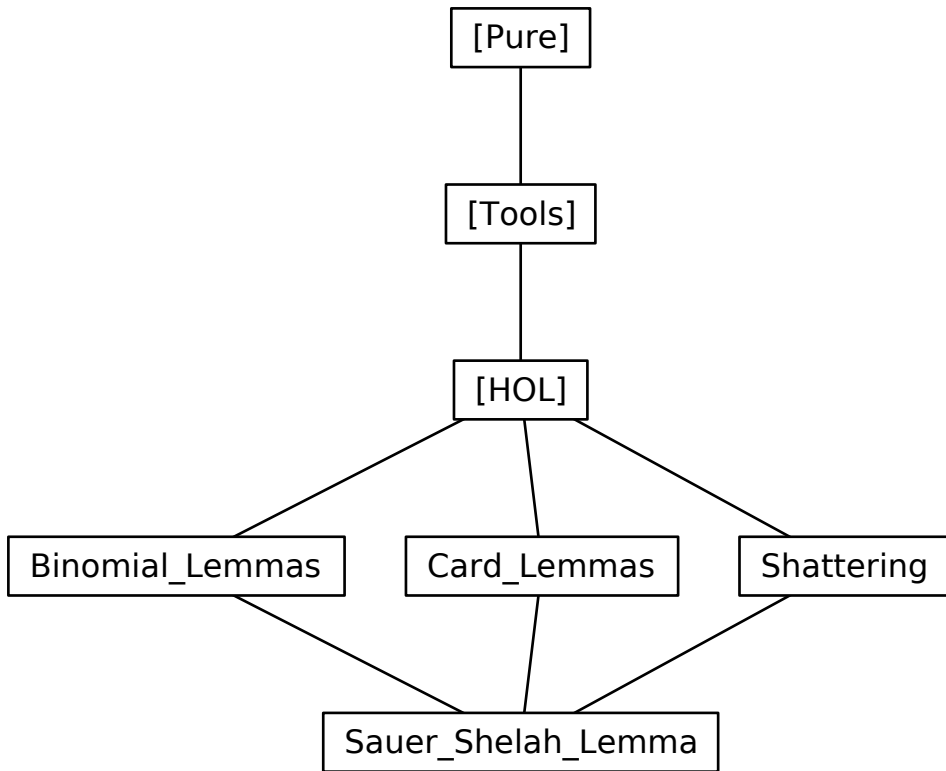 [Pure]
[Tools]
[HOL]
Binomial_Lemmas
Card_Lemmas
Shattering
Sauer_Shelah_Lemma